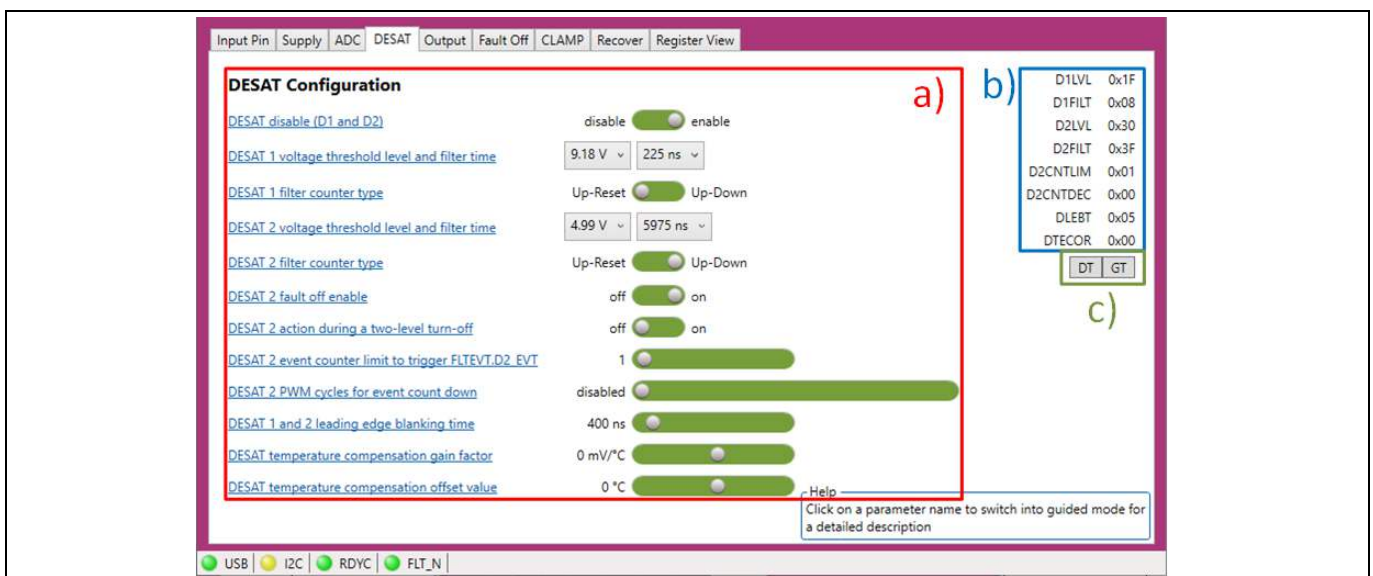 Input Pin Supply ADC DESAT Output Fault Off CLAMP Recover Register View
DESAT Configuration
a)
DESAT disable (D1 and D2) disable enable
DESAT 1 voltage threshold level and filter time 9.18 V 225 ns
DESAT 1 filter counter type Up-Reset Up-Down
DESAT 2 voltage threshold level and filter time 4.99 V 5975 ns
DESAT 2 filter counter type Up-Reset Up-Down
DESAT 2 fault off enable off on
DESAT 2 action during a two-level turn-off off on
DESAT 2 event counter limit to trigger FLTEVT.D2_EVT 1
DESAT 2 PWM cycles for event count down disabled
DESAT 1 and 2 leading edge blanking time 400 ns
DESAT temperature compensation gain factor 0 mV/°C
DESAT temperature compensation offset value 0 °C
b)
D1LVL 0x1F
D1FILT 0x08
D2LVL 0x30
D2FILT 0x3F
D2CNTLIM 0x01
D2CNTDEC 0x00
DLEBT 0x05
DTECOR 0x00
DT GT
c)
Help
Click on a parameter name to switch into guided mode for
a detailed description
USB I2C RDYC FLT_N